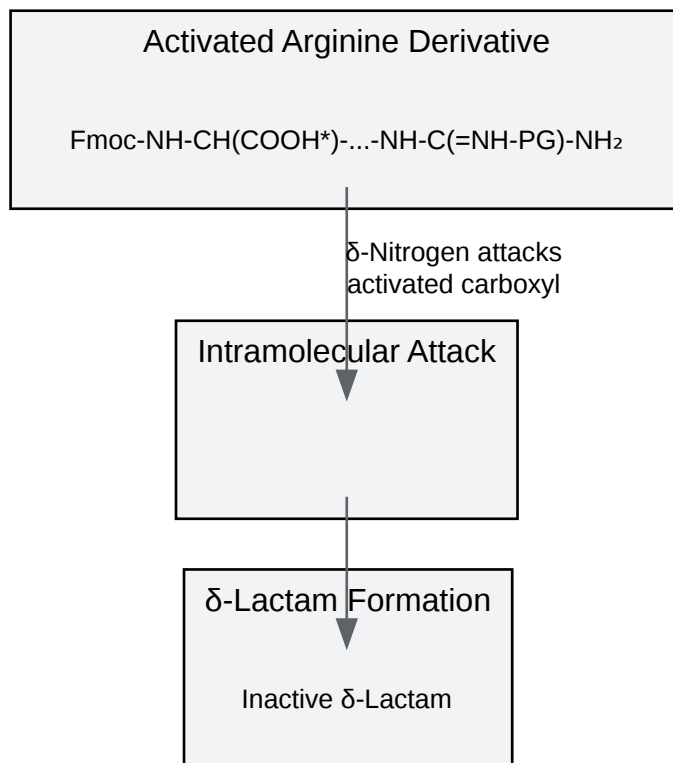 Activated Arginine Derivative
Fmoc-NH-CH(COOH*)-...-NH-C(=NH-PG)-NH₂
δ-Nitrogen attacks
activated carboxyl
Intramolecular Attack
δ-Lactam Formation
Inactive δ-Lactam